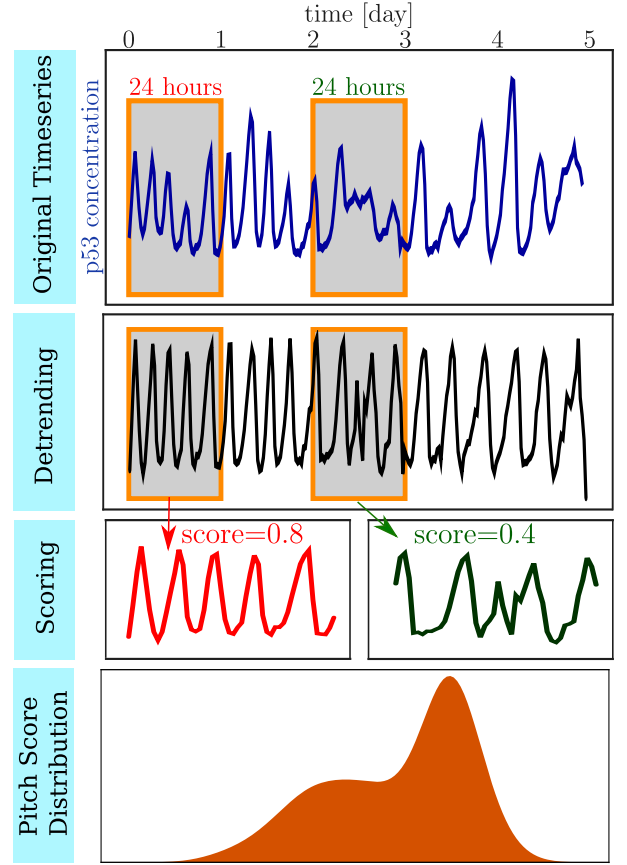 time [day]
0 1 2 3 4 5
Original Timeseries
p53 concentration
24 hours
24 hours
Detrending
Scoring
score=0.8
score=0.4
Pitch Score
Distribution